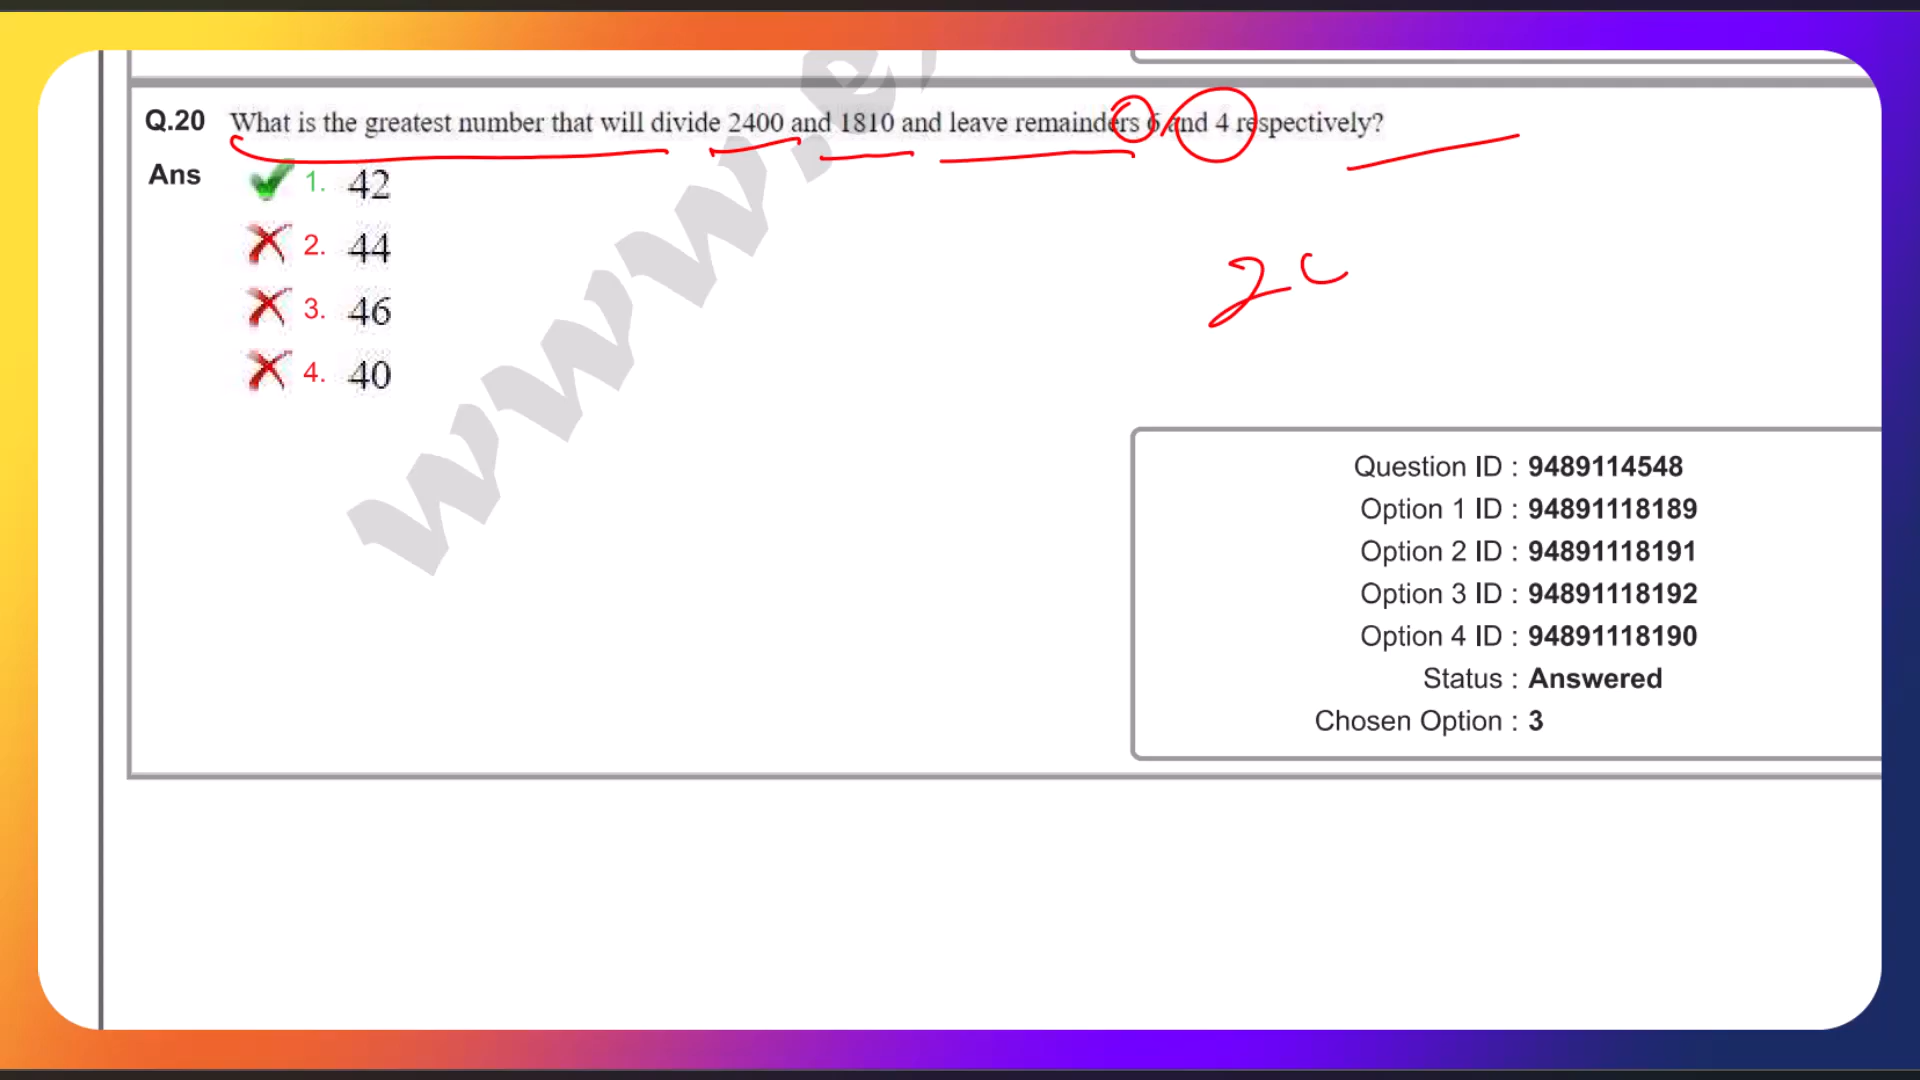 Q.20 What is the greatest number that will divide 2400 and 1810 and leave remainders 6 and 4 respectively?
Ans 1. 42
2. 44
3. 46
4. 40
www.e
Question ID : 9489114548
Option 1 ID : 94891118189
Option 2 ID : 94891118191
Option 3 ID : 94891118192
Option 4 ID : 94891118190
Status : Answered
Chosen Option : 3